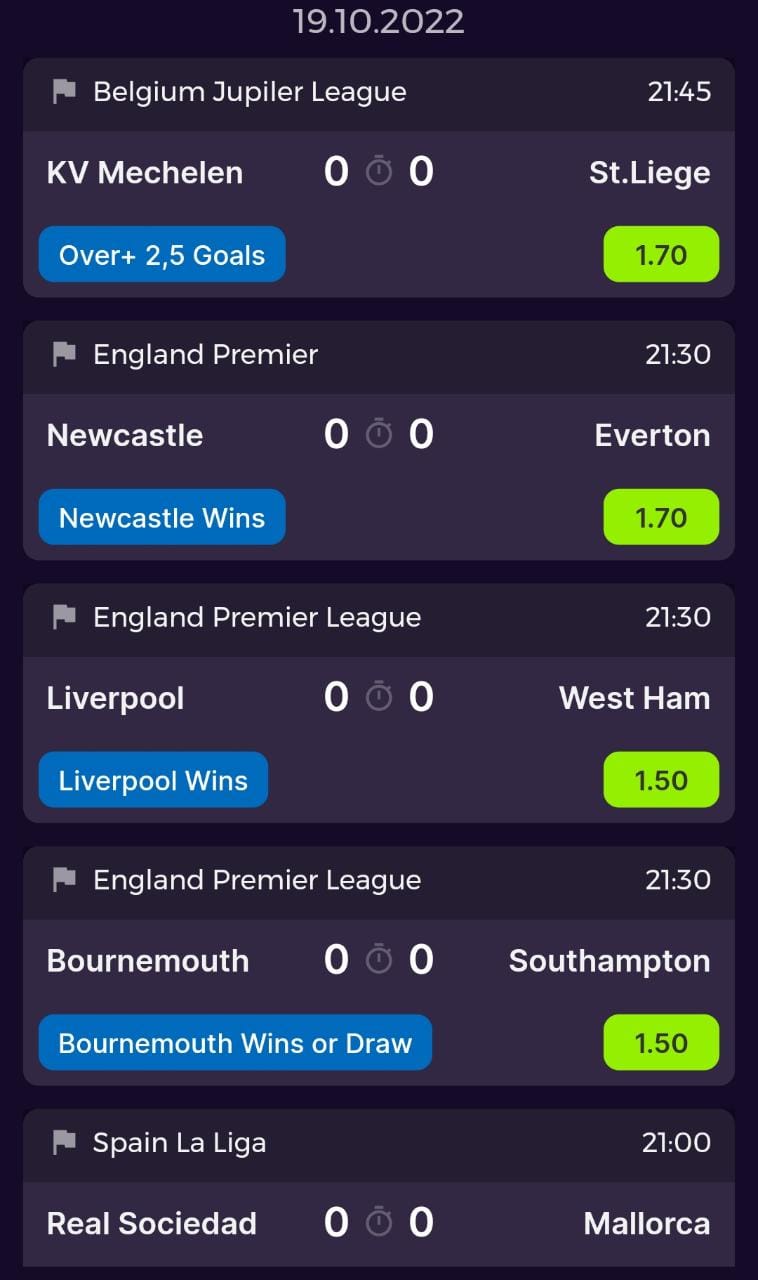 19.10.2022
Belgium Jupiler League 21:45
KV Mechelen 0 0 St.Liege
Over+ 2,5 Goals 1.70
England Premier 21:30
Newcastle 0 0 Everton
Newcastle Wins 1.70
England Premier League 21:30
Liverpool 0 0 West Ham
Liverpool Wins 1.50
England Premier League 21:30
Bournemouth 0 0 Southampton
Bournemouth Wins or Draw 1.50
Spain La Liga 21:00
Real Sociedad 0 0 Mallorca